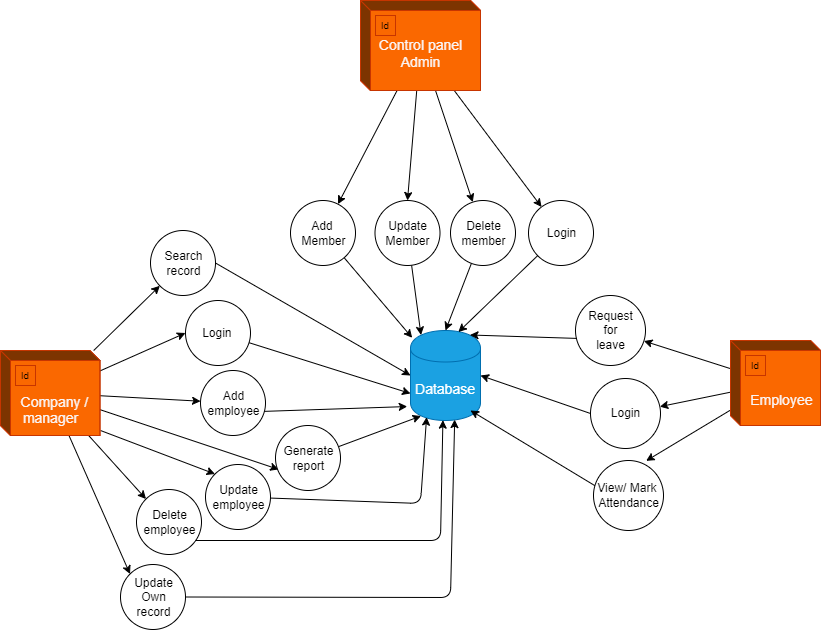 Id
Control panel
Admin
Add
Member
Update
Member
Delete
member
Login
Search
record
Login
Request
for
leave
Id
Company /
manager
Add
employee
Database
Id
Employee
Login
Generate
report
Update
employee
View/ Mark
Attendance
Delete
employee
Update
Own
record